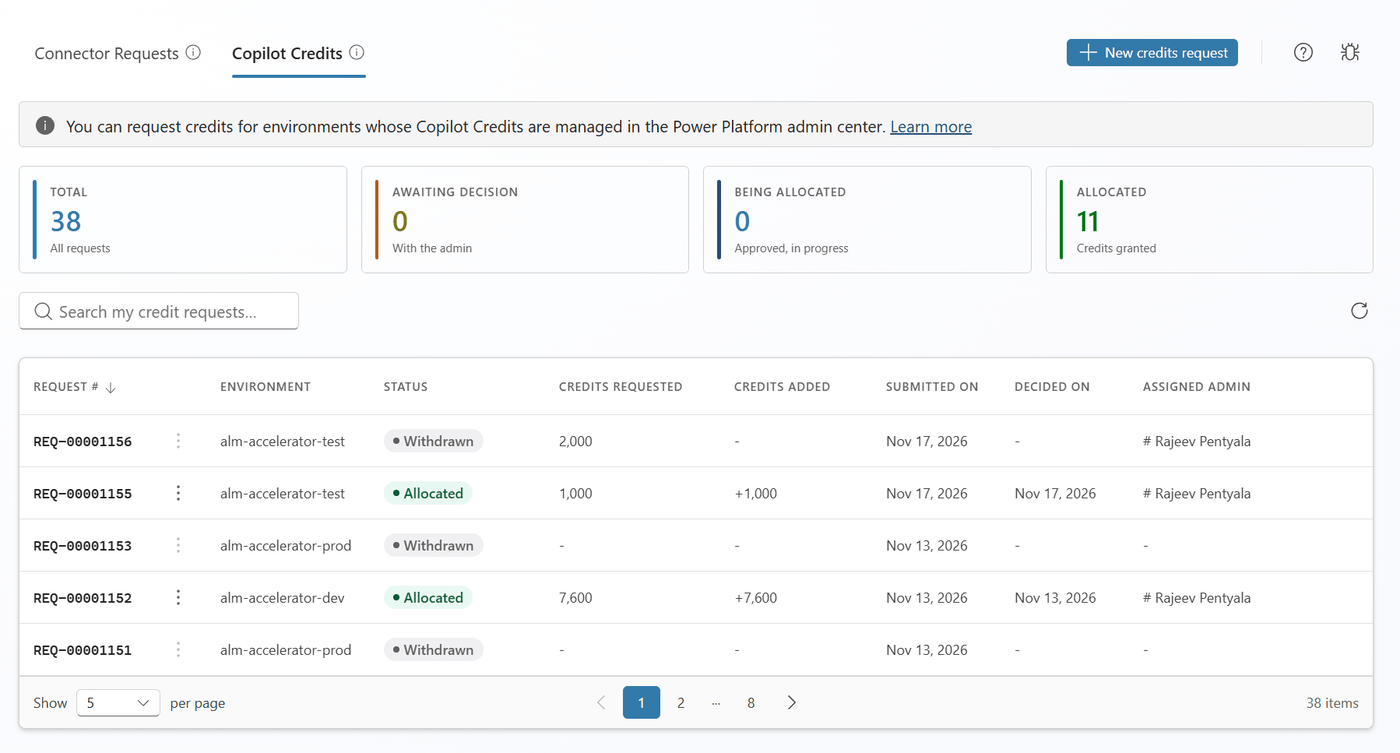 Connector Requests Copilot Credits New credits request
You can request credits for environments whose Copilot Credits are managed in the Power Platform admin center. Learn more
TOTAL
38
All requests
AWAITING DECISION
0
With the admin
BEING ALLOCATED
0
Approved, in progress
ALLOCATED
11
Credits granted
Search my credit requests...
REQUEST # ENVIRONMENT STATUS CREDITS REQUESTED CREDITS ADDED SUBMITTED ON DECIDED ON ASSIGNED ADMIN
REQ-00001156 alm-accelerator-test Withdrawn 2,000 - Nov 17, 2026 - # Rajeev Pentyala
REQ-00001155 alm-accelerator-test Allocated 1,000 +1,000 Nov 17, 2026 Nov 17, 2026 # Rajeev Pentyala
REQ-00001153 alm-accelerator-prod Withdrawn - - Nov 13, 2026 - -
REQ-00001152 alm-accelerator-dev Allocated 7,600 +7,600 Nov 13, 2026 Nov 13, 2026 # Rajeev Pentyala
REQ-00001151 alm-accelerator-prod Withdrawn - - Nov 13, 2026 - -
Show 5 per page 1 2 ... 8 38 items